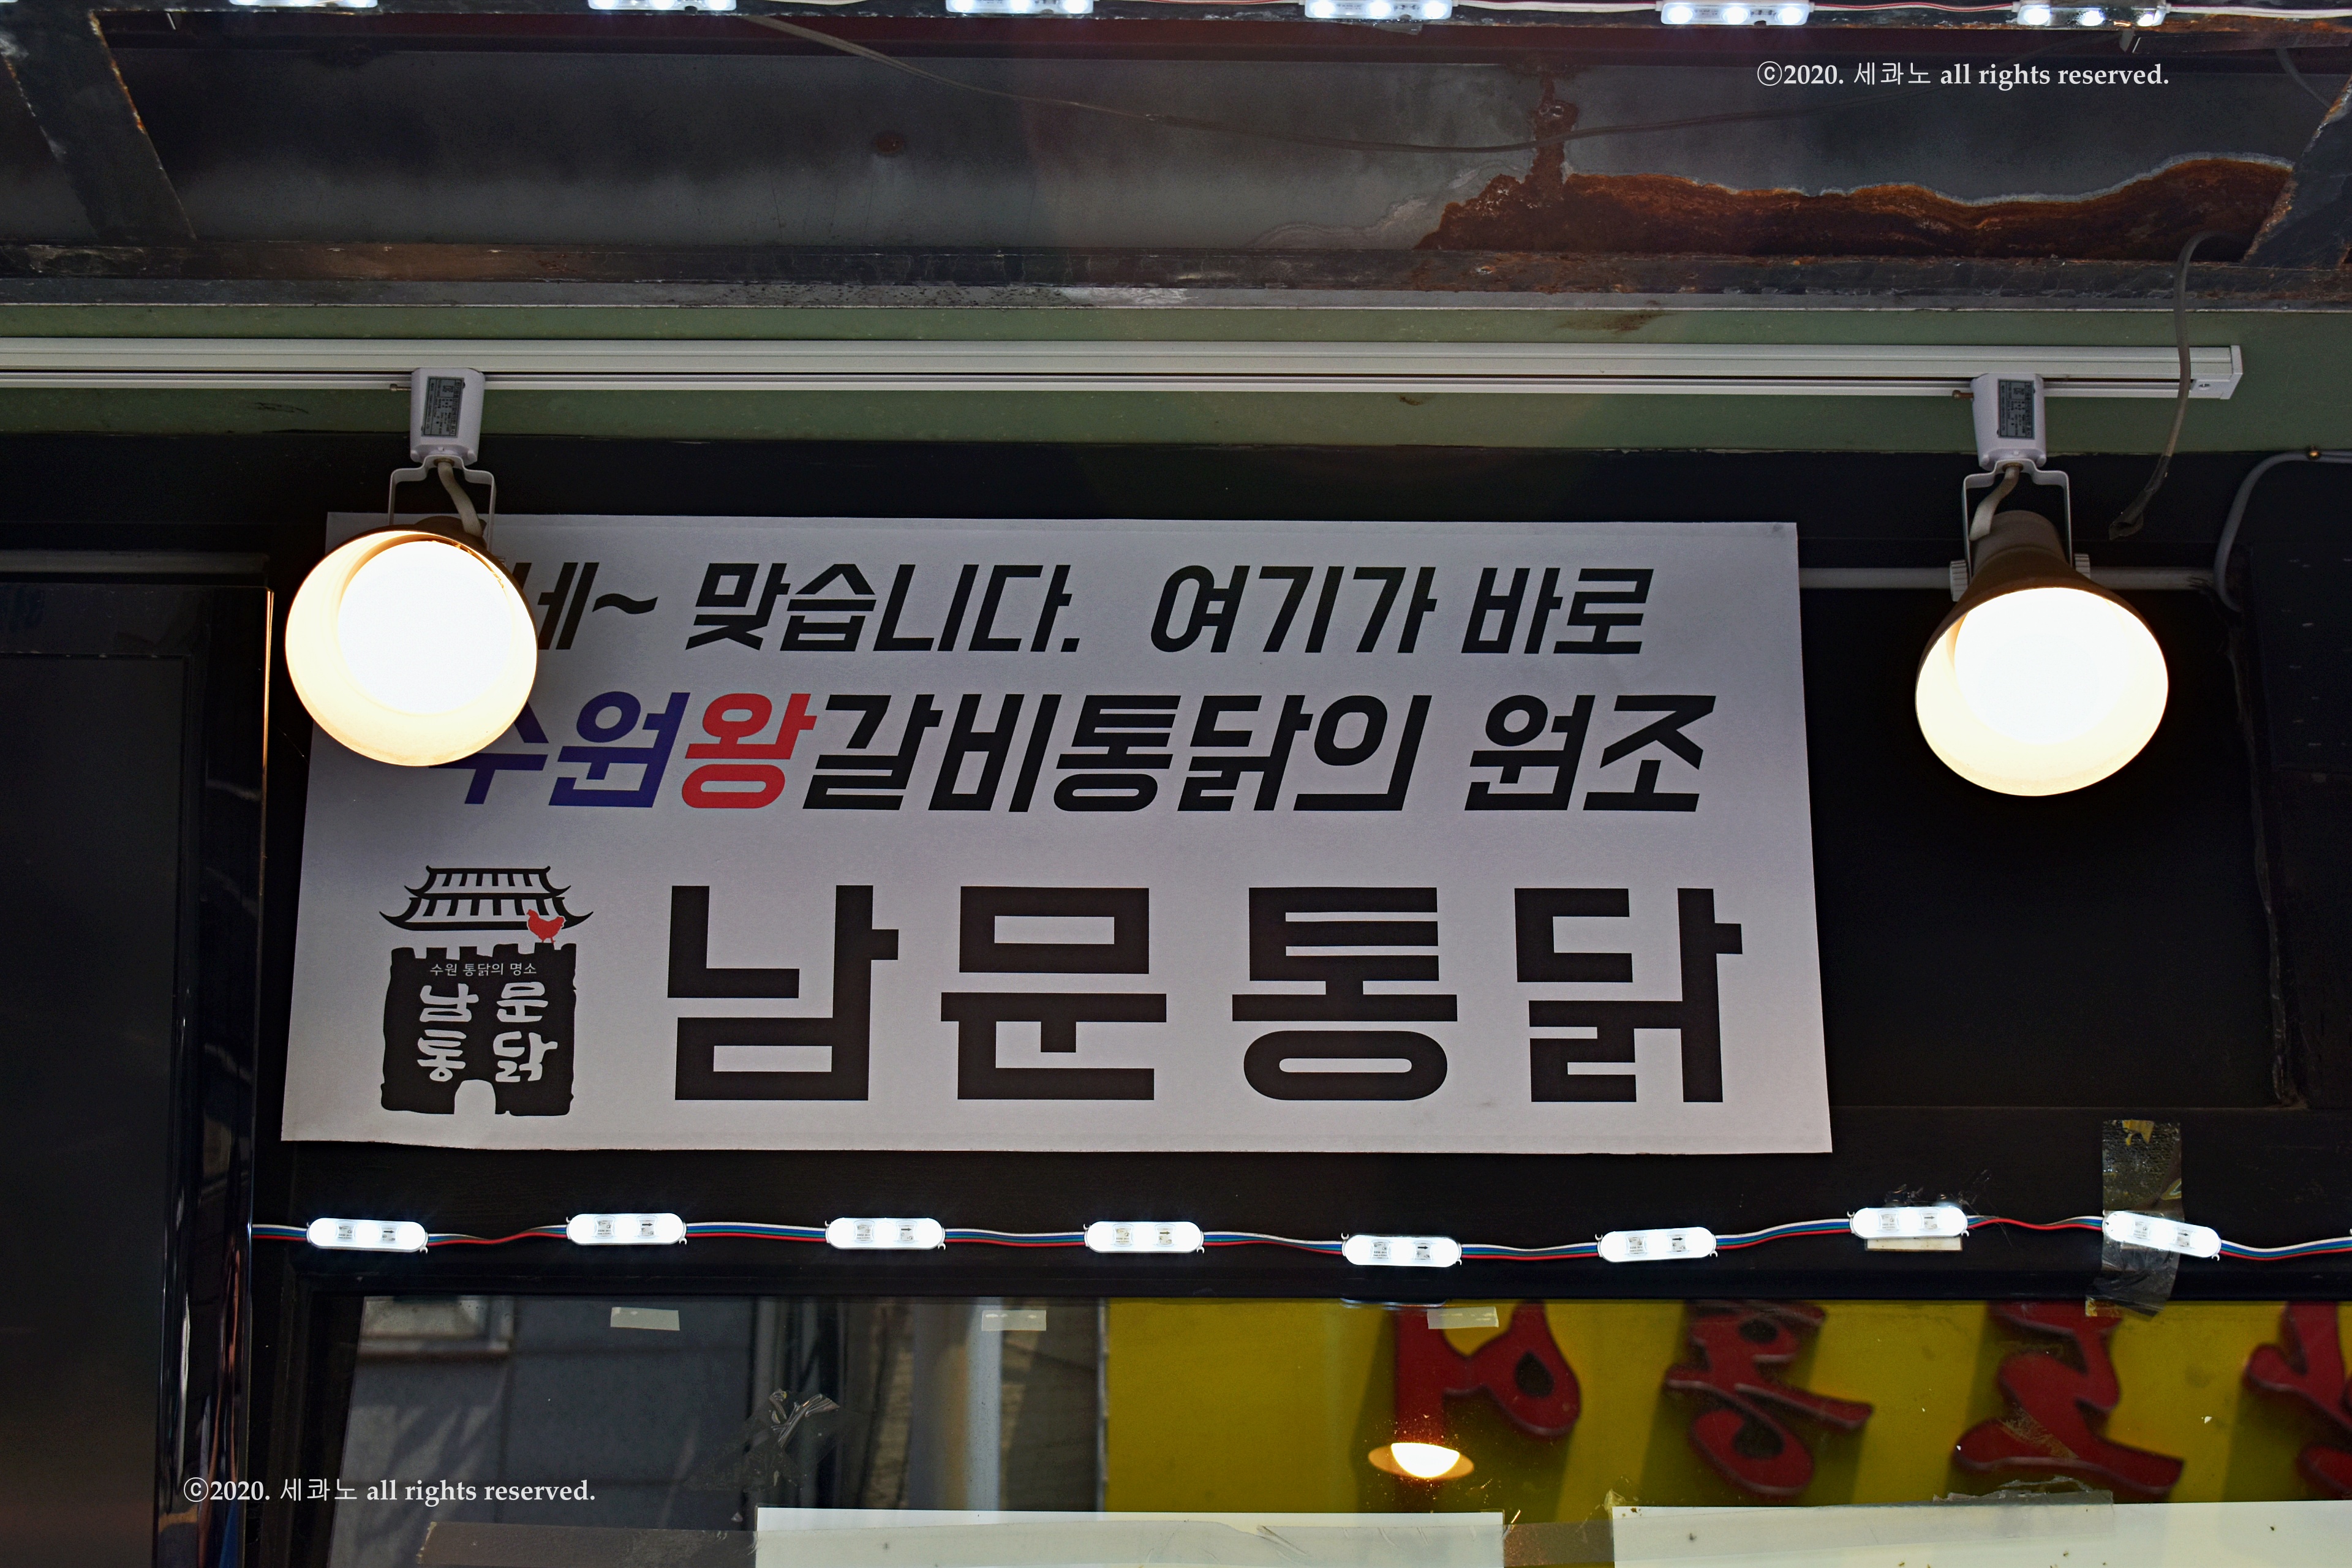 ⓒ2020. 세콰노 all rights reserved.
네~ 맞습니다. 여기가 바로
수원왕갈비통닭의 원조
남문통닭
수원 통닭의 명소
남문
통닭
ⓒ2020. 세콰노 all rights reserved.